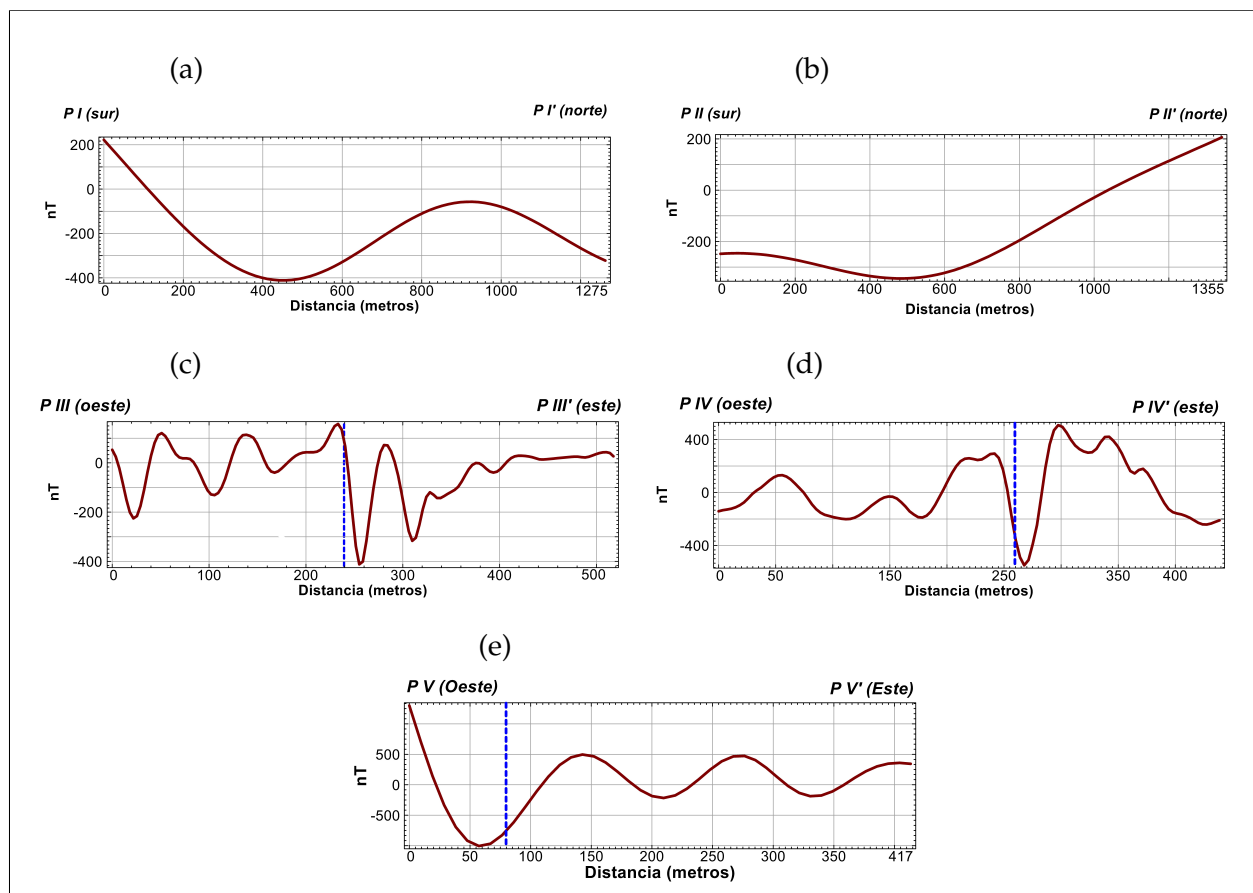 (a)
P I (sur)
P I' (norte)
200
0
-200
-400
nT
0 200 400 600 800 1000 1275
Distancia (metros)
(b)
P II (sur)
P II' (norte)
200
0
-200
nT
0 200 400 600 800 1000 1355
Distancia (metros)
(c)
P III (oeste)
P III' (este)
0
-200
-400
nT
0 100 200 300 400 500
Distancia (metros)
(d)
P IV (oeste)
P IV' (este)
400
0
-400
nT
0 50 150 250 350 400
Distancia (metros)
(e)
P V (Oeste)
P V' (Este)
500
0
-500
nT
0 50 100 150 200 250 300 350 417
Distancia (metros)